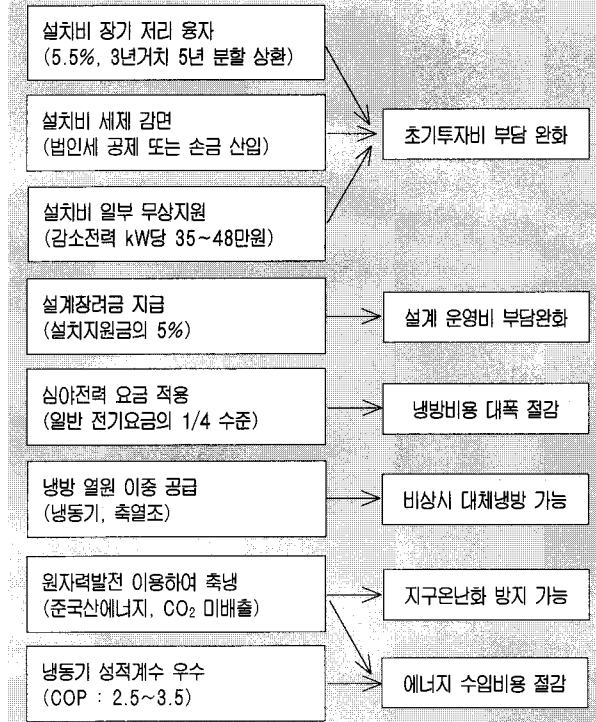 설치비 장기 저리 융자
(5.5%, 3년거치 5년 분할 상환)
설치비 세제 감면
(법인세 공제 또는 손금 산입)
초기투자비 부담 완화
설치비 일부 무상지원
(감소전력 kW당 35~48만원)
설계장려금 지급
(설치지원금의 5%)
설계 운영비 부담완화
심야전력 요금 적용
(일반 전기요금의 1/4 수준)
냉방비용 대폭 절감
냉방 열원 이중 공급
(냉동기, 축열조)
비상시 대체냉방 가능
원자력발전 이용하여 축냉
(준국산에너지, CO₂ 미배출)
지구온난화 방지 가능
냉동기 성적계수 우수
(COP : 2.5~3.5)
에너지 수입비용 절감